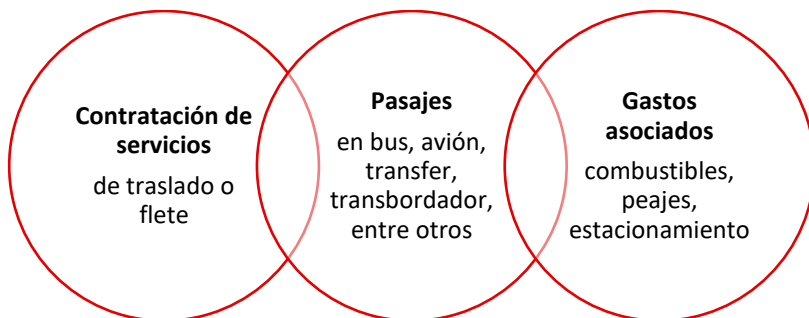 Contratación de
servicios
de traslado o
flete
Pasajes
en bus, avión,
transfer,
transbordador,
entre otros
Gastos
asociados
combustibles,
peajes,
estacionamiento